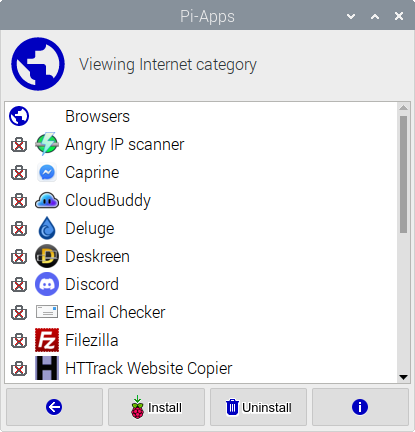 Pi-Apps
Viewing Internet category
Browsers
Angry IP scanner
Caprine
CloudBuddy
Deluge
Deskreen
Discord
Email Checker
Filezilla
HTTrack Website Copier
Install
Uninstall